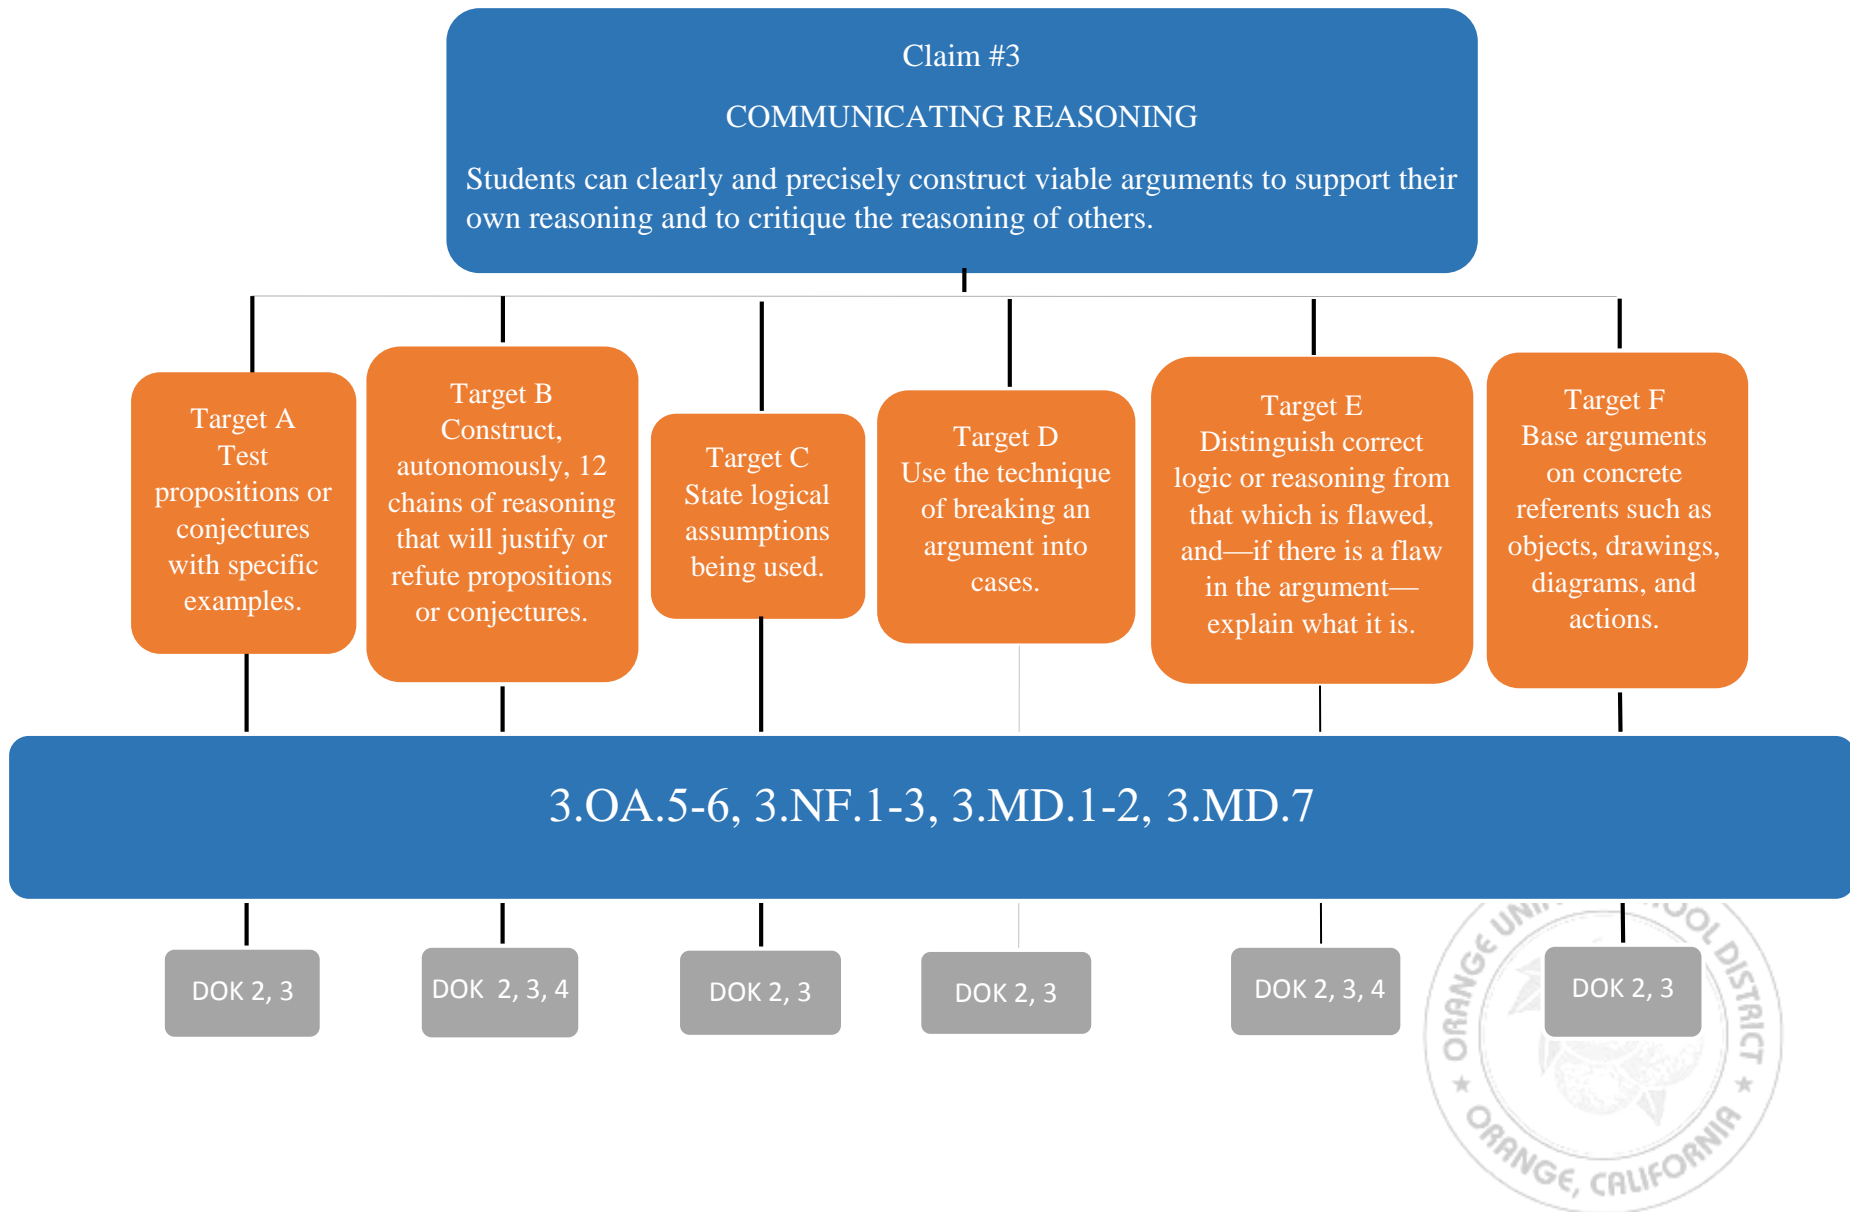 Claim #3
COMMUNICATING REASONING
Students can clearly and precisely construct viable arguments to support their
own reasoning and to critique the reasoning of others.
Target A
Test
propositions or
conjectures
with specific
examples.
Target B
Construct,
autonomously, 12
chains of reasoning
that will justify or
refute propositions
or conjectures.
Target C
State logical
assumptions
being used.
Target D
Use the technique
of breaking an
argument into
cases.
Target E
Distinguish correct
logic or reasoning from
that which is flawed,
and—if there is a flaw
in the argument—
explain what it is.
Target F
Base arguments
on concrete
referents such as
objects, drawings,
diagrams, and
actions.
3.OA.5-6, 3.NF.1-3, 3.MD.1-2, 3.MD.7
DOK 2, 3
DOK  2, 3, 4
DOK 2, 3
DOK 2, 3
DOK 2, 3, 4
DOK 2, 3
ORANGE DISTRICT
ORANGE, CALIFORNIA